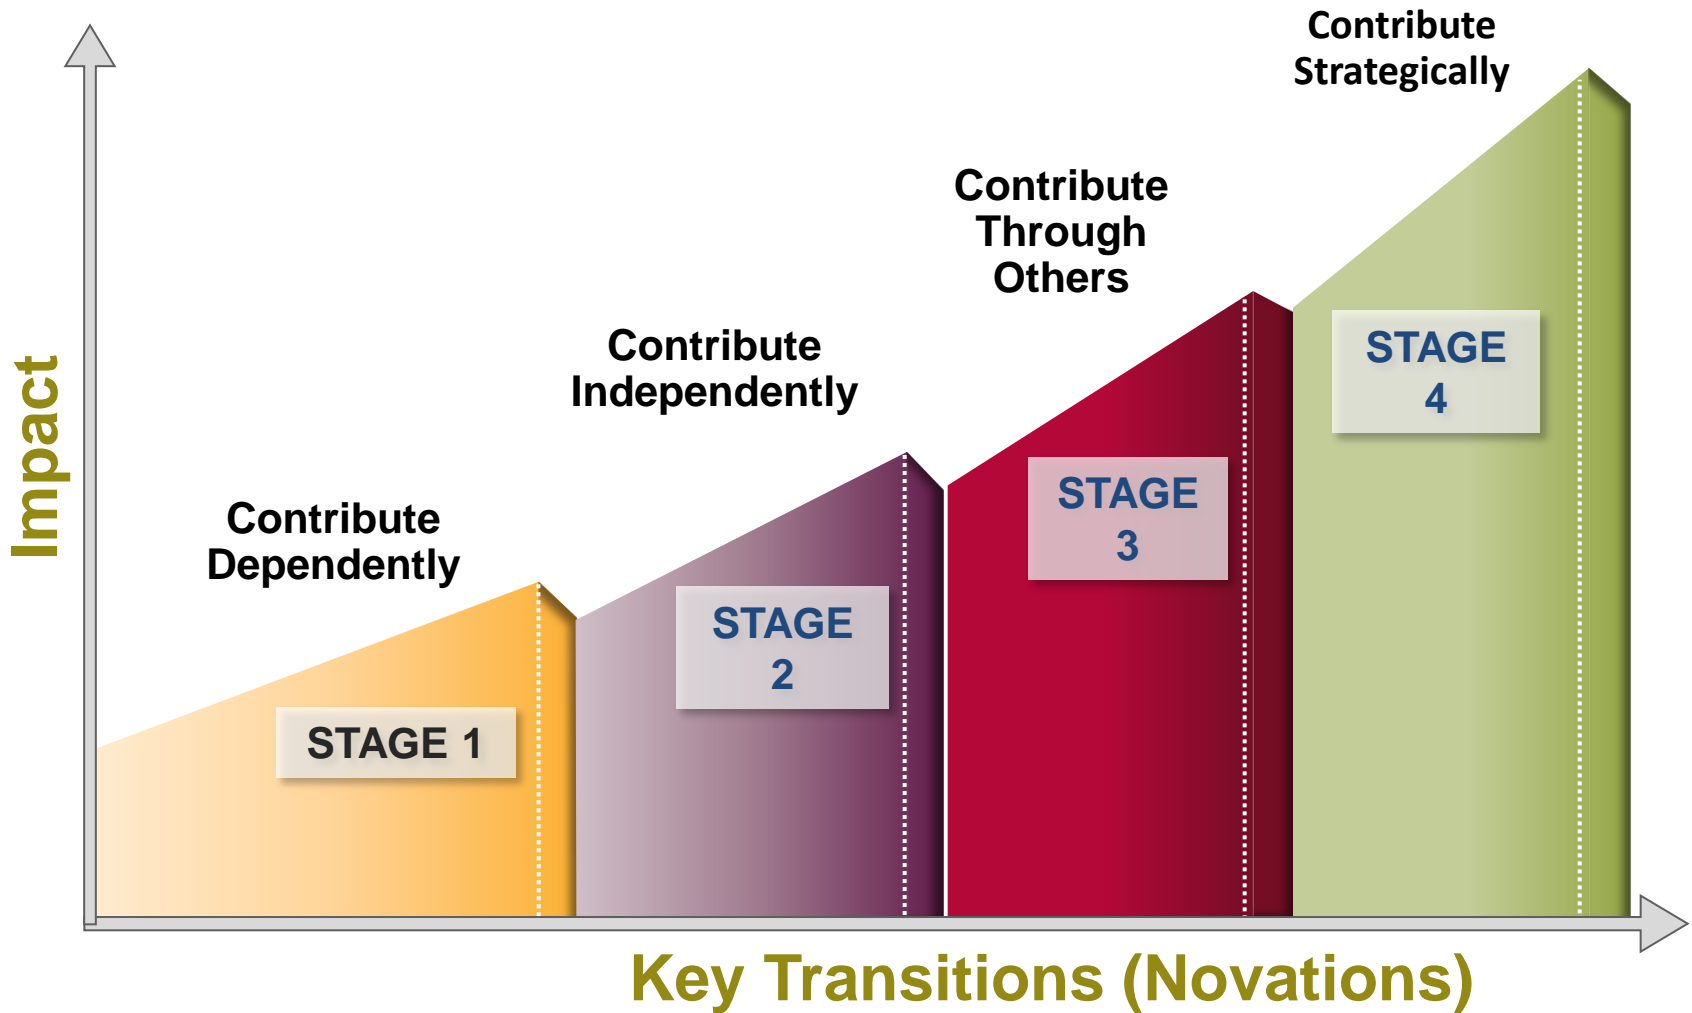 Contribute
Strategically
Contribute
Through
Others
Contribute
Independently
Contribute
Dependently
STAGE
4
STAGE
3
STAGE
2
STAGE 1
Impact
Key Transitions (Novations)